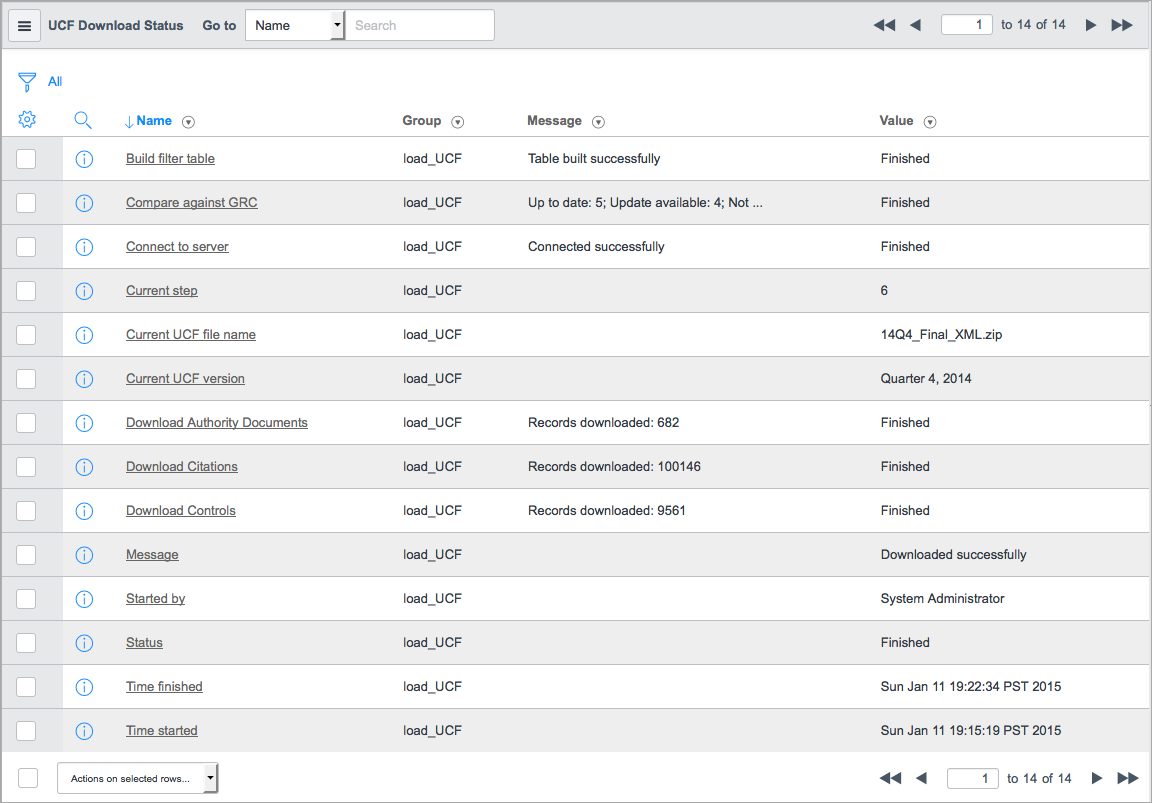 UCF Download Status Go to Name Search 1 to 14 of 14
All
Name Group Message Value
Build filter table load_UCF Table built successfully Finished
Compare against GRC load_UCF Up to date: 5; Update available: 4; Not ... Finished
Connect to server load_UCF Connected successfully Finished
Current step load_UCF 6
Current UCF file name load_UCF 14Q4_Final_XML.zip
Current UCF version load_UCF Quarter 4, 2014
Download Authority Documents load_UCF Records downloaded: 682 Finished
Download Citations load_UCF Records downloaded: 100146 Finished
Download Controls load_UCF Records downloaded: 9561 Finished
Message load_UCF Downloaded successfully
Started by load_UCF System Administrator
Status load_UCF Finished
Time finished load_UCF Sun Jan 11 19:22:34 PST 2015
Time started load_UCF Sun Jan 11 19:15:19 PST 2015
Actions on selected rows... 1 to 14 of 14